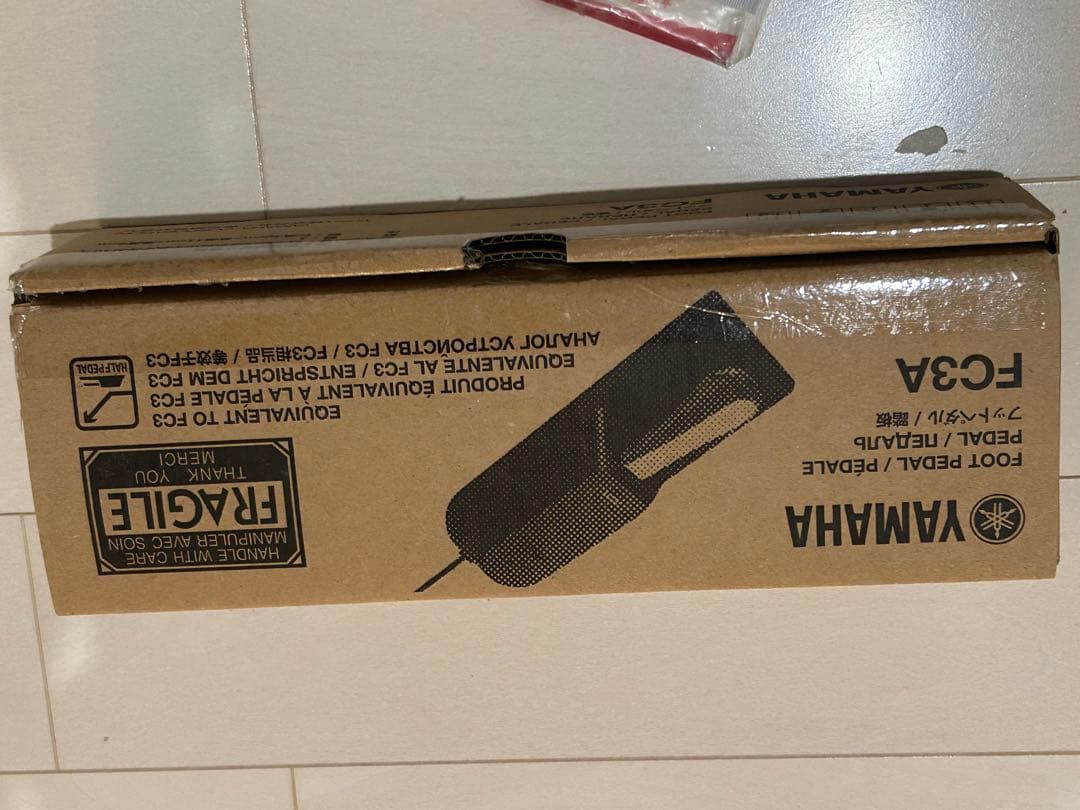 YAMAHA
FOOT PEDAL / PÉDALE
PEDAL / ПЕДАЛЬ
フットペダル / 踏板
FC3A
HANDLE WITH CARE
MANIPULER AVEC SOIN
FRAGILE
THANK YOU
MERCI
EQUIVALENT TO FC3
PRODUIT ÉQUIVALENT À LA PÉDALE FC3
EQUIVALENTE AL FC3 / ENTSPRICHT DEM FC3
АНАЛОГ УСТРОЙСТВА FC3 / FC3相当品 / 等效于FC3
HALF PEDAL
YAMAHA
FC3A